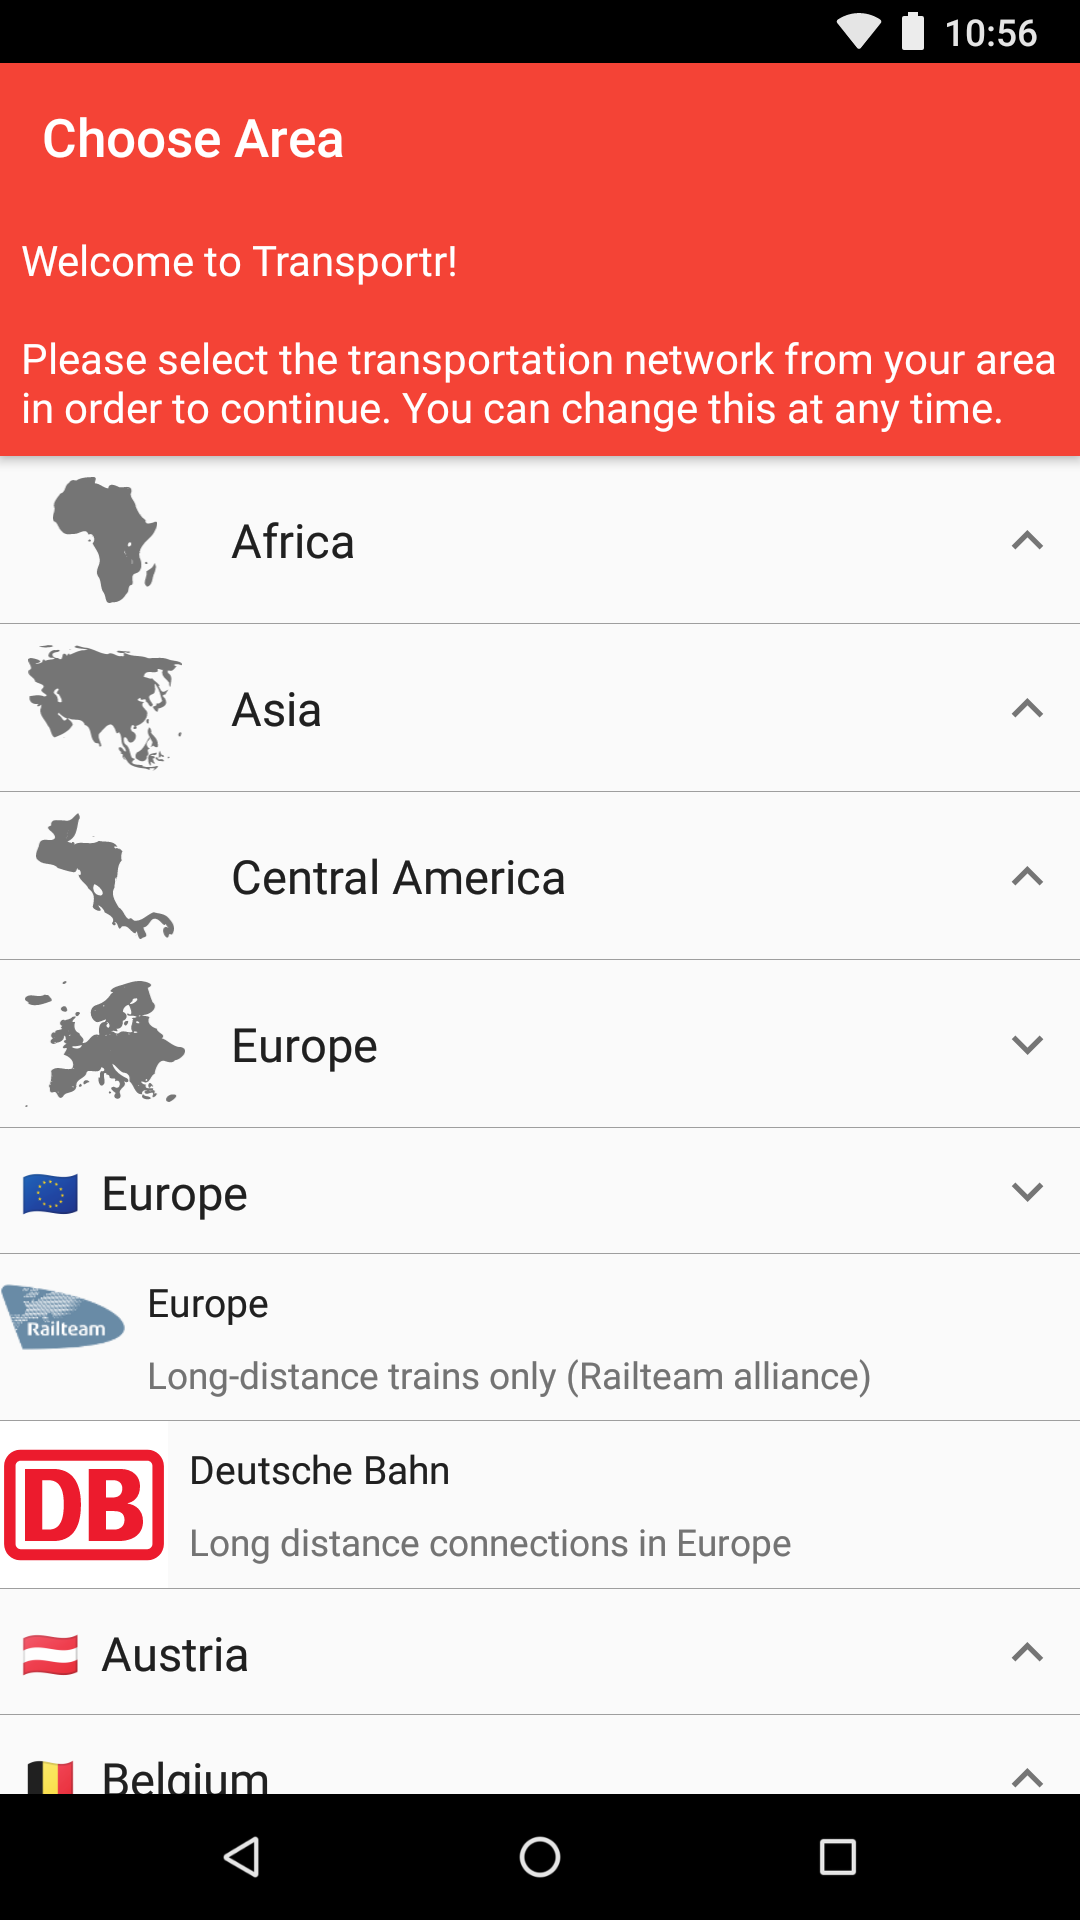 10:56
Choose Area
Welcome to Transportr!
Please select the transportation network from your area
in order to continue. You can change this at any time.
Africa
Asia
Central America
Europe
Europe
Railteam
Europe
Long-distance trains only (Railteam alliance)
DB
Deutsche Bahn
Long distance connections in Europe
Austria
Belgium